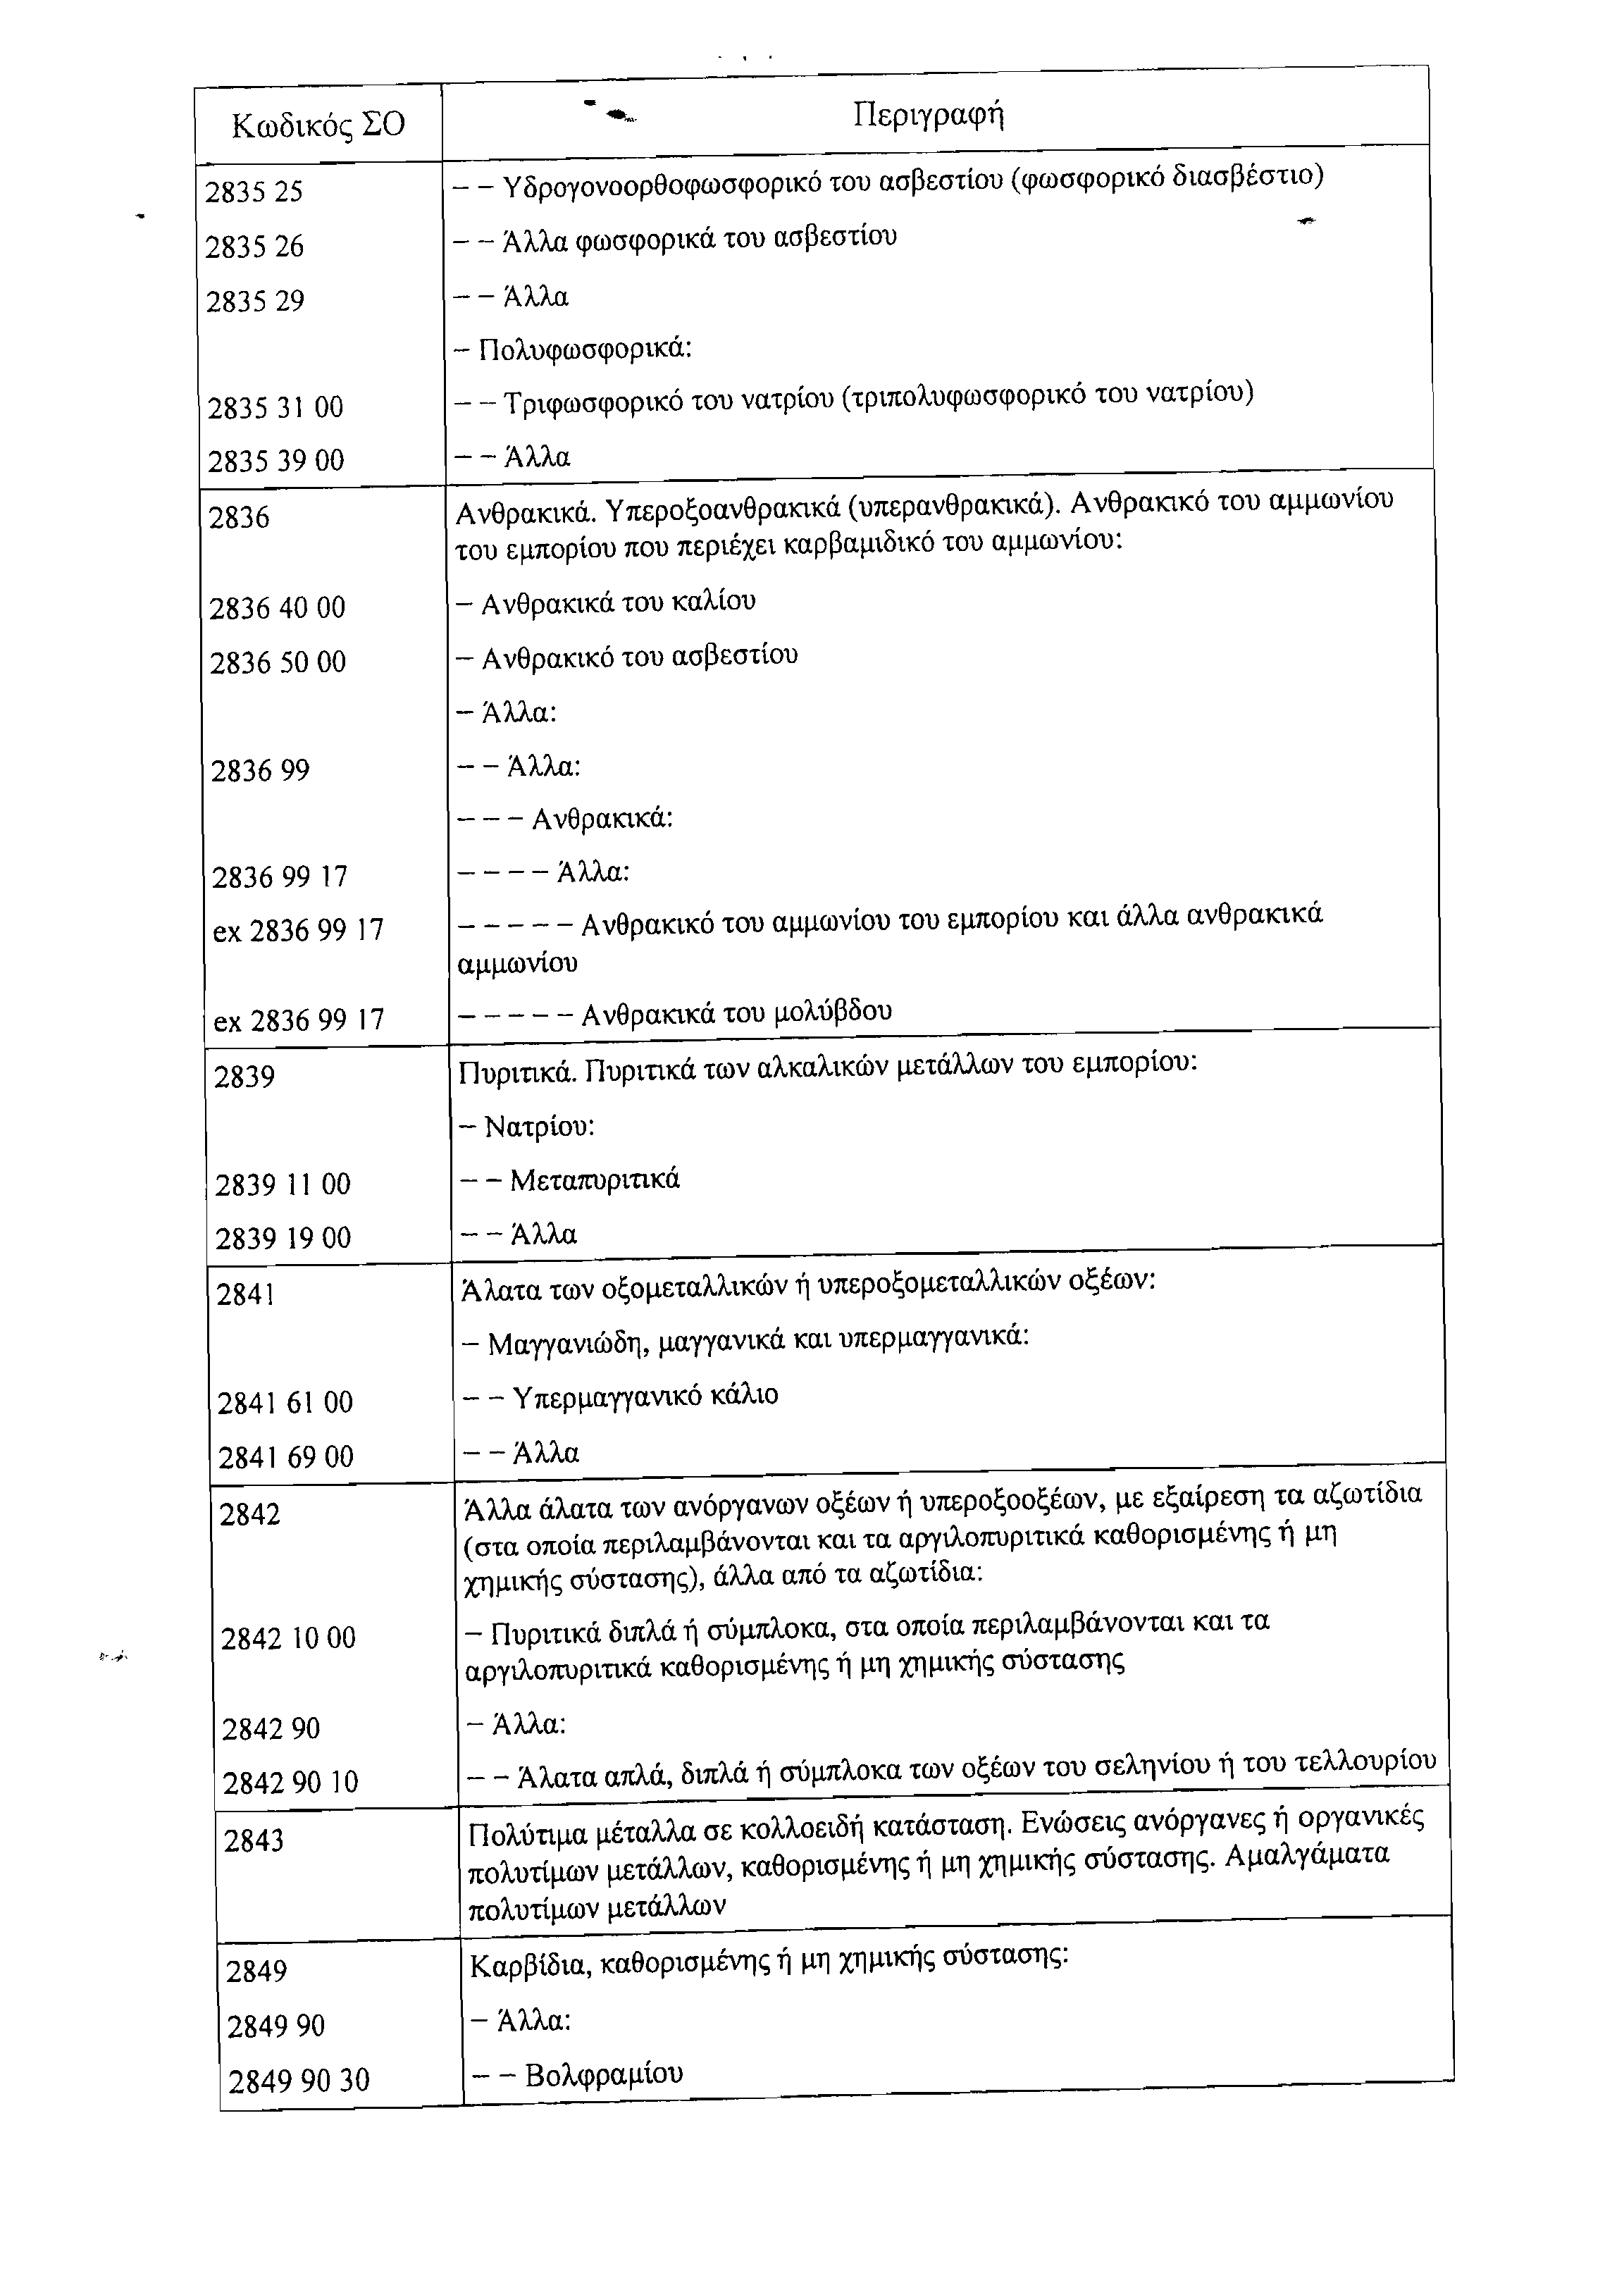 Κωδικός ΣΟ Περιγραφή
2835 25 – – Υδρογονοορθοφωσφορικό του ασβεστίου (φωσφορικό διασβέστιο)
2835 26 – – Άλλα φωσφορικά του ασβεστίου
2835 29 – – Άλλα
– Πολυφωσφορικά:
2835 31 00 – – Τριφωσφορικό του νατρίου (τριπολυφωσφορικό του νατρίου)
2835 39 00 – – Άλλα
2836 Ανθρακικά. Υπεροξοανθρακικά (υπερανθρακικά). Ανθρακικό του αμμωνίου
του εμπορίου που περιέχει καρβαμιδικό του αμμωνίου:
2836 40 00 – Ανθρακικά του καλίου
2836 50 00 – Ανθρακικό του ασβεστίου
– Άλλα:
2836 99 – – Άλλα:
– – – Ανθρακικά:
2836 99 17 – – – – Άλλα:
ex 2836 99 17 – – – – – Ανθρακικό του αμμωνίου του εμπορίου και άλλα ανθρακικά
αμμωνίου
ex 2836 99 17 – – – – – Ανθρακικά του μολύβδου
2839 Πυριτικά. Πυριτικά των αλκαλικών μετάλλων του εμπορίου:
– Νατρίου:
2839 11 00 – – Μεταπυριτικά
2839 19 00 – – Άλλα
2841 Άλατα των οξομεταλλικών ή υπεροξομεταλλικών οξέων:
– Μαγγανιώδη, μαγγανικά και υπερμαγγανικά:
2841 61 00 – – Υπερμαγγανικό κάλιο
2841 69 00 – – Άλλα
2842 Άλλα άλατα των ανόργανων οξέων ή υπεροξοοξέων, με εξαίρεση τα αζωτίδια
(στα οποία περιλαμβάνονται και τα αργιλοπυριτικά καθορισμένης ή μη
χημικής σύστασης), άλλα από τα αζωτίδια:
2842 10 00 – Πυριτικά διπλά ή σύμπλοκα, στα οποία περιλαμβάνονται και τα
αργιλοπυριτικά καθορισμένης ή μη χημικής σύστασης
2842 90 – Άλλα:
2842 90 10 – – Άλατα απλά, διπλά ή σύμπλοκα των οξέων του σεληνίου ή του τελλουρίου
2843 Πολύτιμα μέταλλα σε κολλοειδή κατάσταση. Ενώσεις ανόργανες ή οργανικές
πολυτίμων μετάλλων, καθορισμένης ή μη χημικής σύστασης. Αμαλγάματα
πολυτίμων μετάλλων
2849 Καρβίδια, καθορισμένης ή μη χημικής σύστασης:
2849 90 – Άλλα:
2849 90 30 – – Βολφραμίου